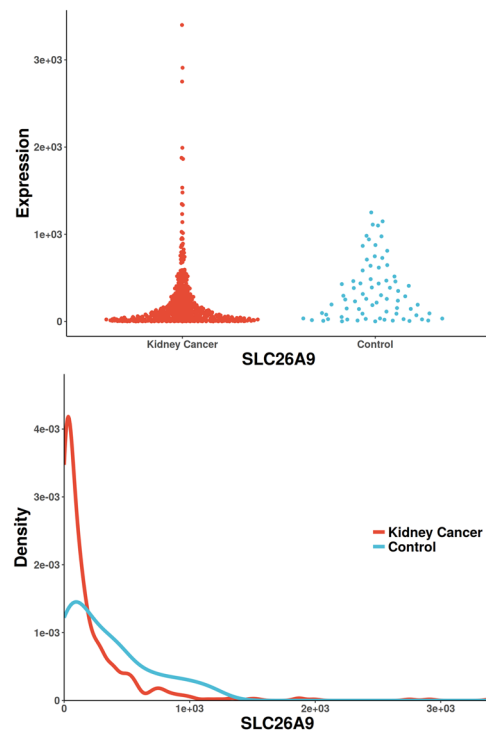 3e+03
2e+03
1e+03
0
Expression
Kidney Cancer Control
SLC26A9
4e-03
3e-03
2e-03
1e-03
0
Density
Kidney Cancer
Control
0 1e+03 2e+03 3e+03
SLC26A9